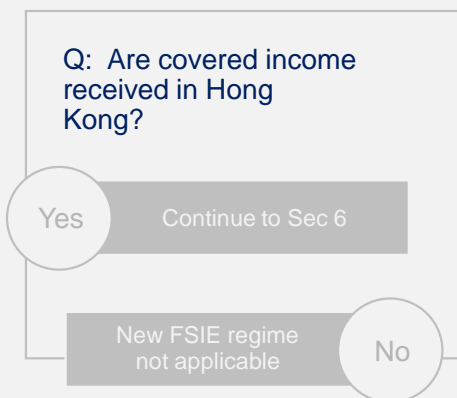 Q: Are covered income
received in Hong
Kong?
Yes
Continue to Sec 6
New FSIE regime
not applicable
No